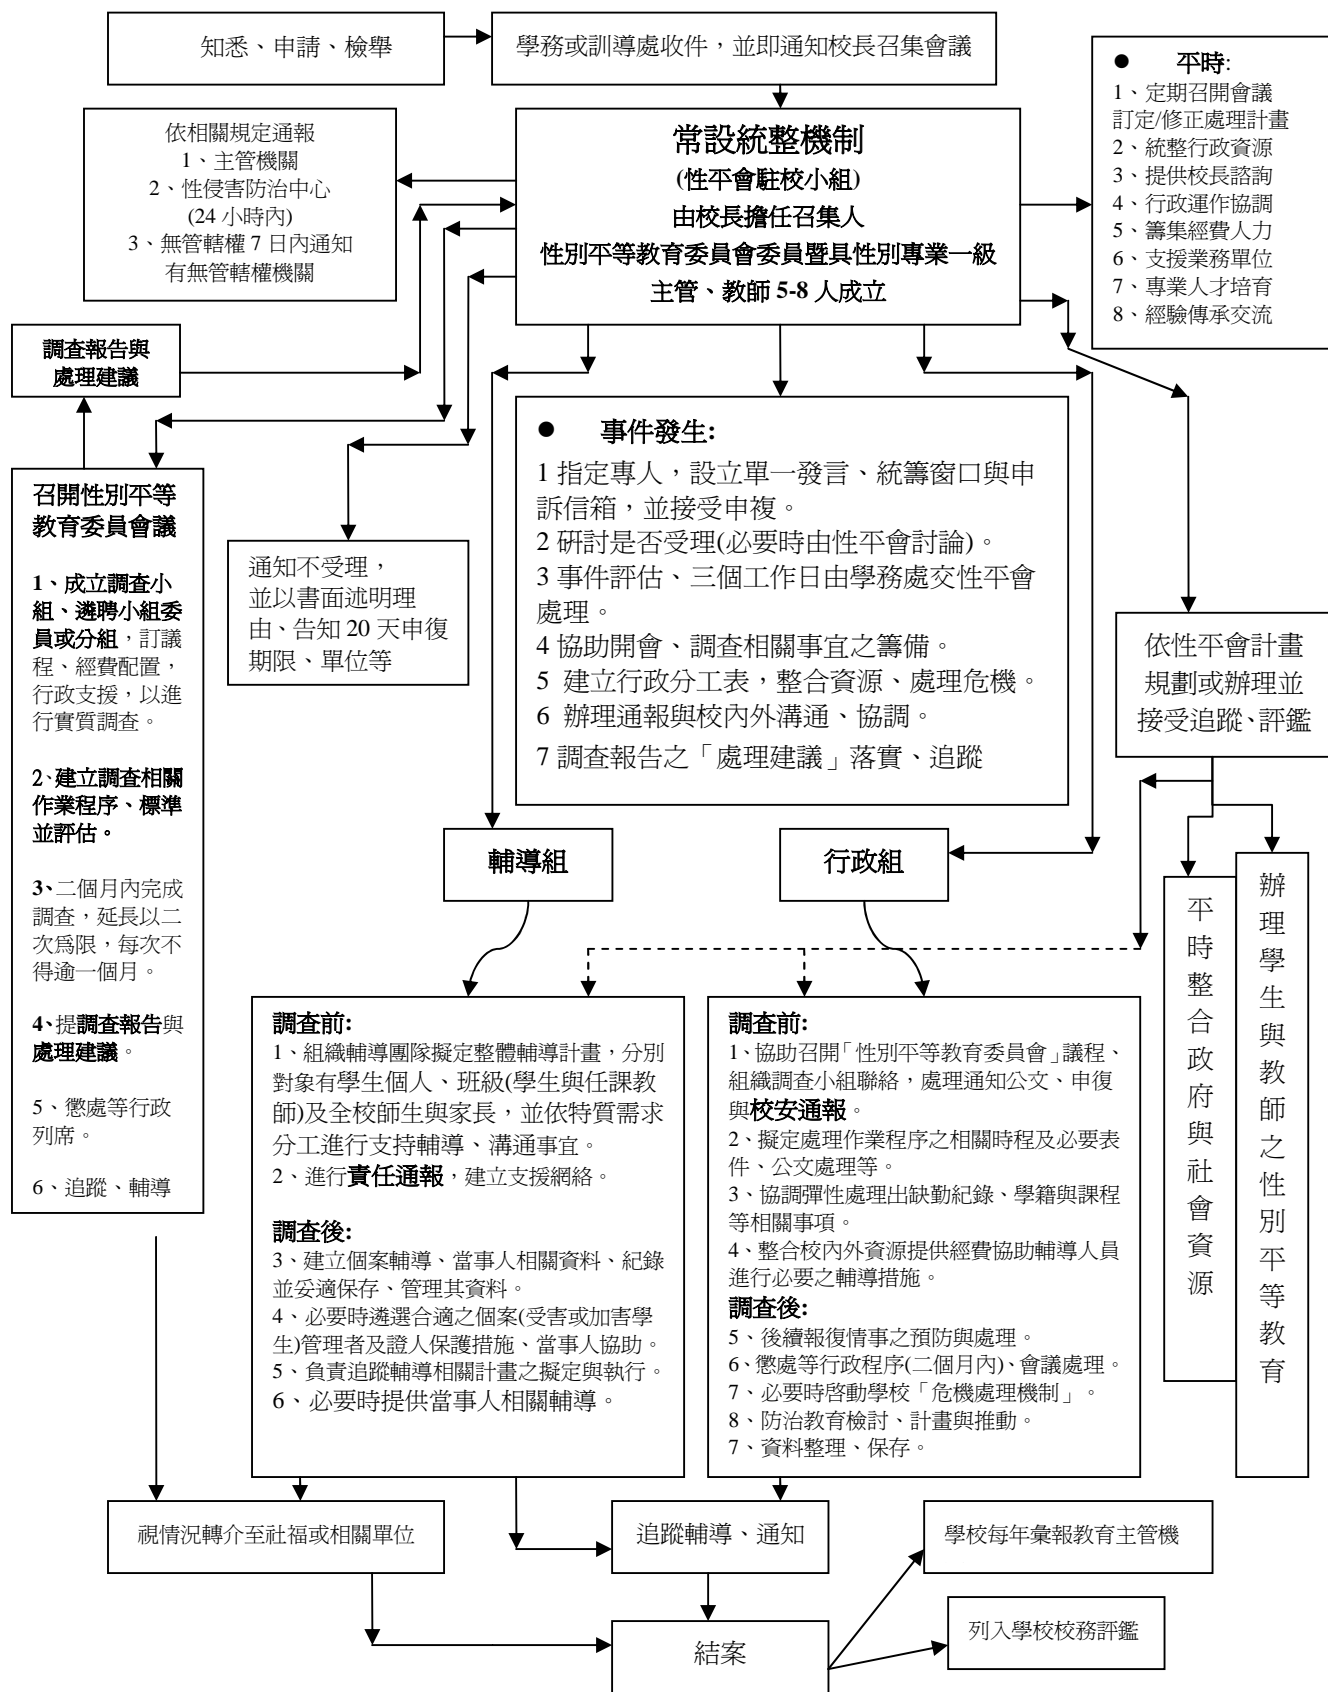 知悉、申請、檢舉
學務或訓導處收件，並即通知校長召集會議
● 平時:
1、定期召開會議
訂定/修正處理計畫
2、統整行政資源
3、提供校長諮詢
4、行政運作協調
5、籌集經費人力
6、支援業務單位
7、專業人才培育
8、經驗傳承交流
依相關規定通報
1、主管機關
2、性侵害防治中心
(24 小時內)
3、無管轄權 7 日內通知
有無管轄權機關
常設統整機制
(性平會駐校小組)
由校長擔任召集人
性別平等教育委員會委員暨具性別專業一級
主管、教師 5-8 人成立
調查報告與
處理建議
● 事件發生:
1 指定專人，設立單一發言、統籌窗口與申
訴信箱，並接受申複。
2 研討是否受理(必要時由性平會討論)。
3 事件評估、三個工作日由學務處交性平會
處理。
4 協助開會、調查相關事宜之籌備。
5 建立行政分工表，整合資源、處理危機。
6 辦理通報與校內外溝通、協調。
7 調查報告之「處理建議」落實、追蹤
召開性別平等
教育委員會議
1、成立調查小
組、遴聘小組委
員或分組，訂議
程、經費配置，
行政支援，以進
行實質調查。
2、建立調查相關
作業程序、標準
並評估。
3、二個月內完成
調查，延長以二
次為限，每次不
得逾一個月。
4、提調查報告與
處理建議。
5、懲處等行政
列席。
6、追蹤、輔導
通知不受理，
並以書面述明理
由、告知 20 天申復
期限、單位等
依性平會計畫
規劃或辦理並
接受追蹤、評鑑
輔導組
行政組
平時整合政府與社會資源
辦理學生與教師之性別平等教育
調查前:
1、組織輔導團隊擬定整體輔導計畫，分別
對象有學生個人、班級(學生與任課教
師)及全校師生與家長，並依特質需求
分工進行支持輔導、溝通事宜。
2、進行責任通報，建立支援網絡。
調查後:
3、建立個案輔導、當事人相關資料、紀錄
並妥適保存、管理其資料。
4、必要時遴選合適之個案(受害或加害學
生)管理者及證人保護措施、當事人協助。
5、負責追蹤輔導相關計畫之擬定與執行。
6、必要時提供當事人相關輔導。
調查前:
1、協助召開「性別平等教育委員會」議程、
組織調查小組聯絡，處理通知公文、申復
與校安通報。
2、擬定處理作業程序之相關時程及必要表
件、公文處理等。
3、協調彈性處理出缺勤紀錄、學籍與課程
等相關事項。
4、整合校內外資源提供經費協助輔導人員
進行必要之輔導措施。
調查後:
5、後續報復情事之預防與處理。
6、懲處等行政程序(二個月內)、會議處理。
7、必要時啓動學校「危機處理機制」。
8、防治教育檢討、計畫與推動。
7、資料整理、保存。
視情況轉介至社福或相關單位
追蹤輔導、通知
學校每年彙報教育主管機
結案
列入學校校務評鑑